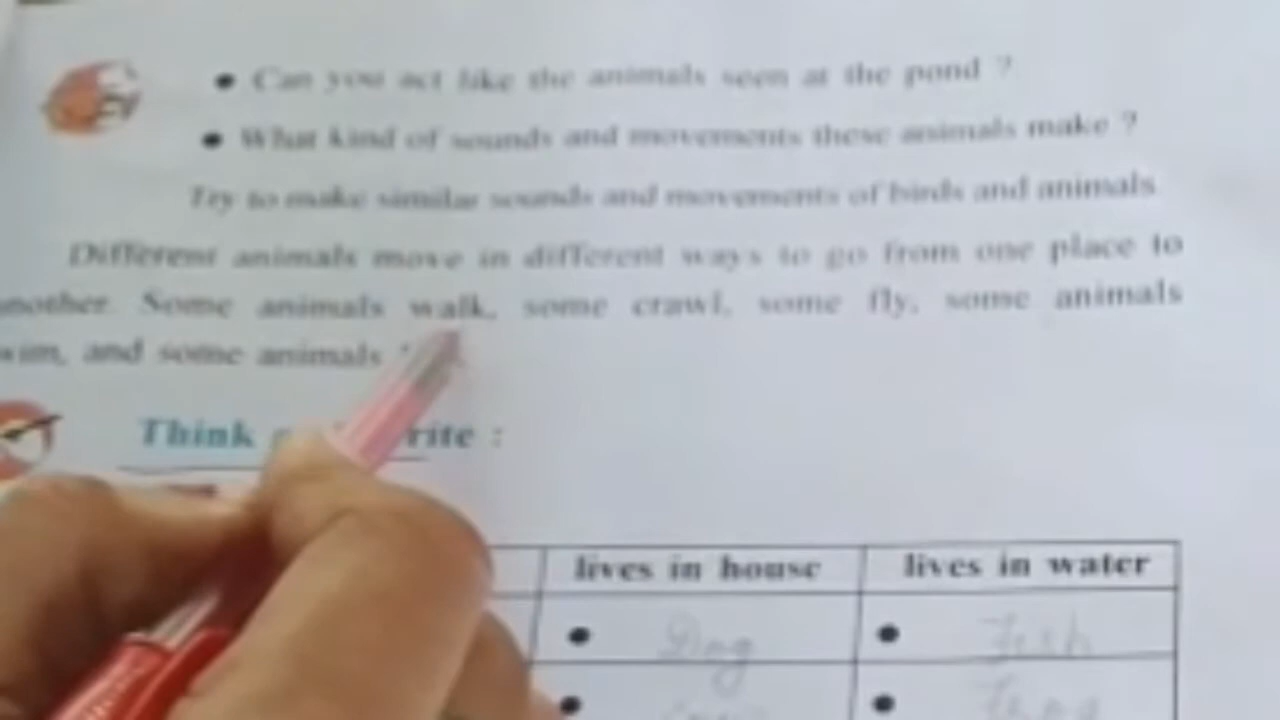 • Can you act like the animals seen at the pond ?
• What kind of sounds and movements these animals make ?
Try to make similar sounds and movements of birds and animals
Different animals move in different ways to go from one place to
nother. Some animals walk, some crawl, some fly, some animals
wim, and some animals
Think rite :
lives in house lives in water
• Dog • Fish
• •